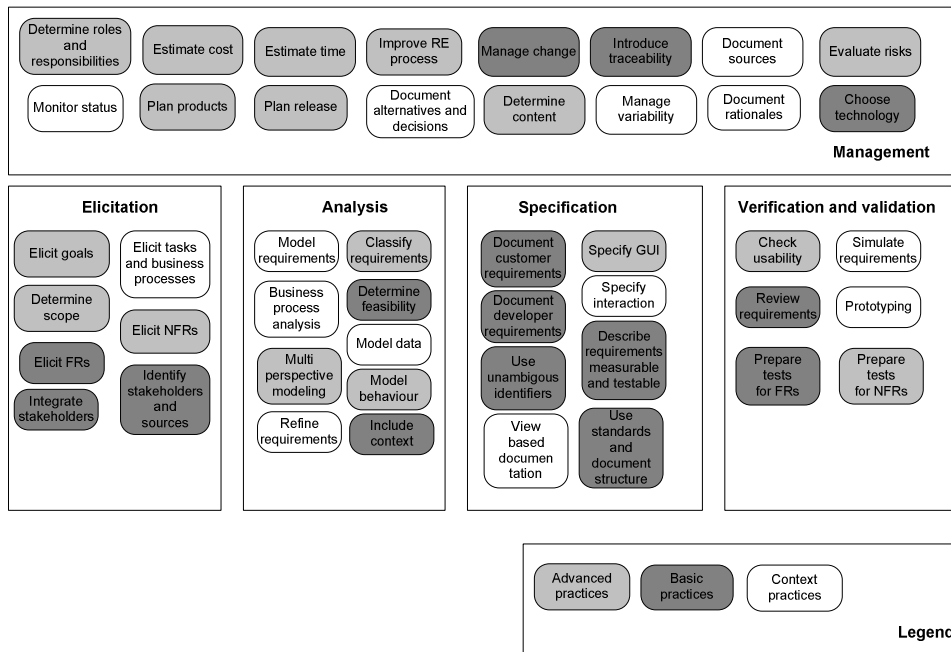 Determine roles
and
responsibilities
Estimate cost
Estimate time
Improve RE
process
Manage change
Introduce
traceability
Document
sources
Evaluate risks
Monitor status
Plan products
Plan release
Document
alternatives and
decisions
Determine
content
Manage
variability
Document
rationales
Choose
technology
Management
Elicitation
Elicit goals
Elicit tasks
and business
processes
Determine
scope
Elicit NFRs
Elicit FRs
Identify
stakeholders
and
sources
Integrate
stakeholders
Analysis
Model
requirements
Classify
requirements
Business
process
analysis
Determine
feasibility
Model data
Multi
perspective
modeling
Model
behaviour
Refine
requirements
Include
context
Specification
Document
customer
requirements
Specify GUI
Document
developer
requirements
Specify
interaction
Use
unambigous
identifiers
Describe
requirements
measurable
and testable
View
based
documen
tation
Use
standards
and
document
structure
Verification and validation
Check
usability
Simulate
requirements
Review
requirements
Prototyping
Prepare
tests
for FRs
Prepare
tests
for NFRs
Advanced
practices
Basic
practices
Context
practices
Legend